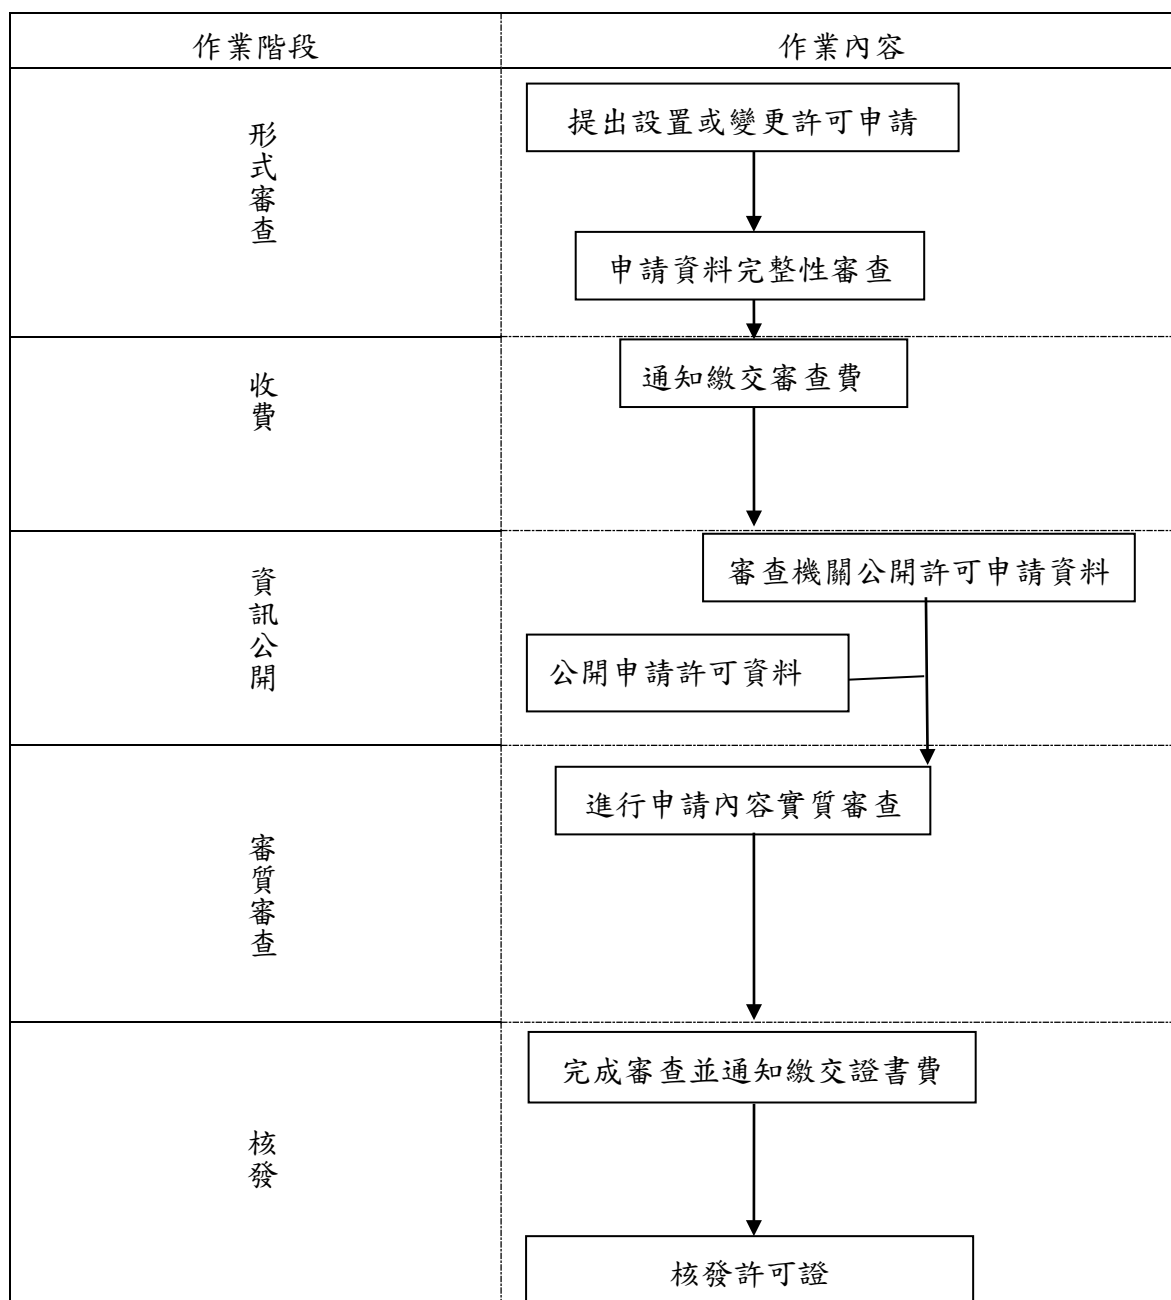 作業階段
作業內容
形式審查
提出設置或變更許可申請
申請資料完整性審查
收費
通知繳交審查費
資訊公開
審查機關公開許可申請資料
公開申請許可資料
審質審查
進行申請內容實質審查
核發
完成審查並通知繳交證書費
核發許可證